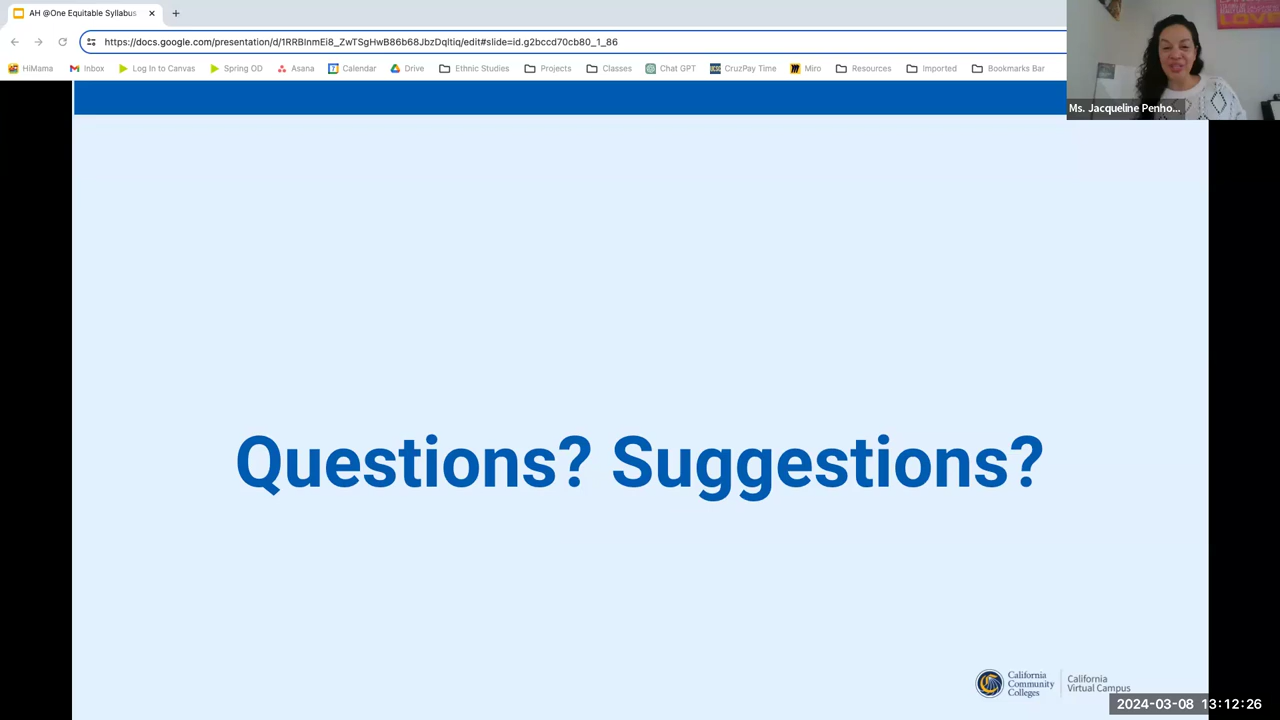 AH @One Equitable Syllabus
https://docs.google.com/presentation/d/1RRBlnmEi8_ZwTSgHwB86b68JbzDqltiq/edit#slide=id.g2bccd70cb80_1_86
HiMama Inbox Log In to Canvas Spring OD Asana Calendar Drive Ethnic Studies Projects Classes Chat GPT CruzPay Time Miro Resources Imported Bookmarks Bar
LOVE
Ms. Jacqueline Penho...
Questions? Suggestions?
California
Community
Colleges
California
Virtual Campus
2024-03-08 13:12:26